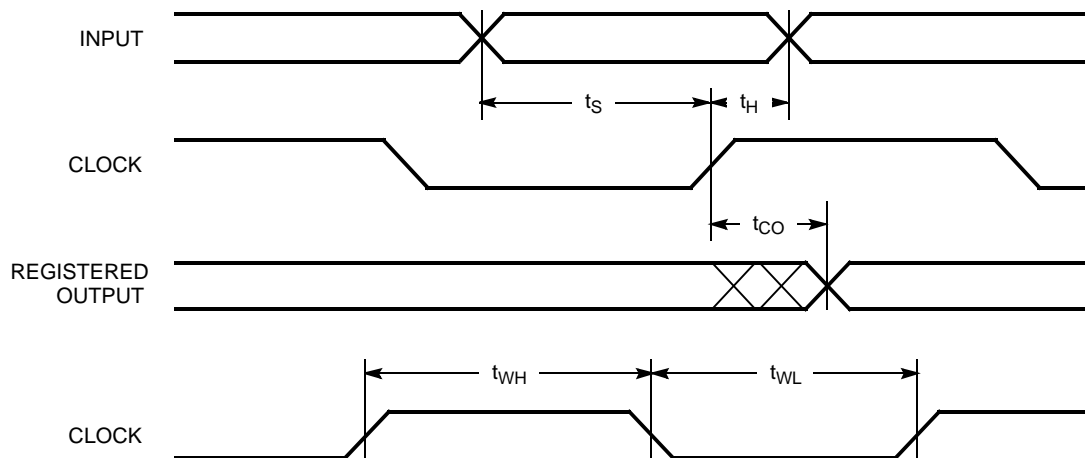 INPUT
tS
tH
CLOCK
tCO
REGISTERED
OUTPUT
tWH
tWL
CLOCK